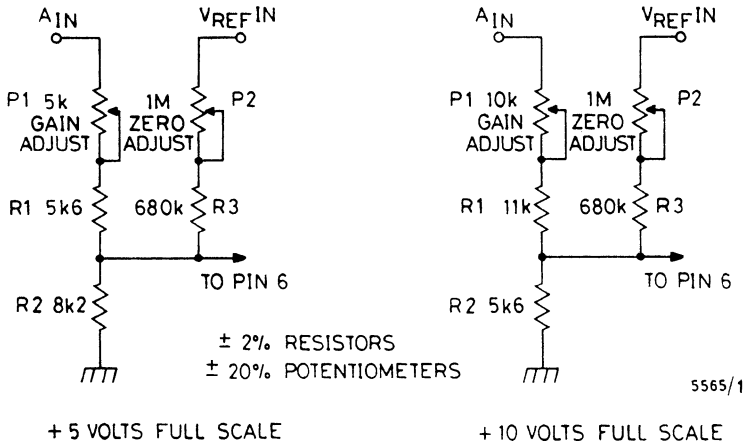 AIN VREF IN
P1 5k GAIN ADJUST
1M ZERO ADJUST P2
R1 5k6
680k R3
TO PIN 6
R2 8k2
AIN VREF IN
P1 10k GAIN ADJUST
1M ZERO ADJUST P2
R1 11k
680k R3
TO PIN 6
R2 5k6
± 2% RESISTORS
± 20% POTENTIOMETERS
5565/1
+5 VOLTS FULL SCALE
+10 VOLTS FULL SCALE